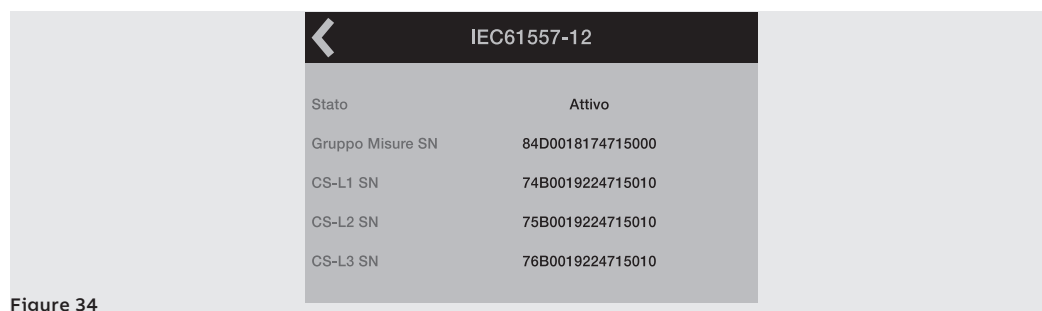 IEC61557-12
Stato Attivo
Gruppo Misure SN 84D0018174715000
CS-L1 SN 74B0019224715010
CS-L2 SN 75B0019224715010
CS-L3 SN 76B0019224715010
Figure 34